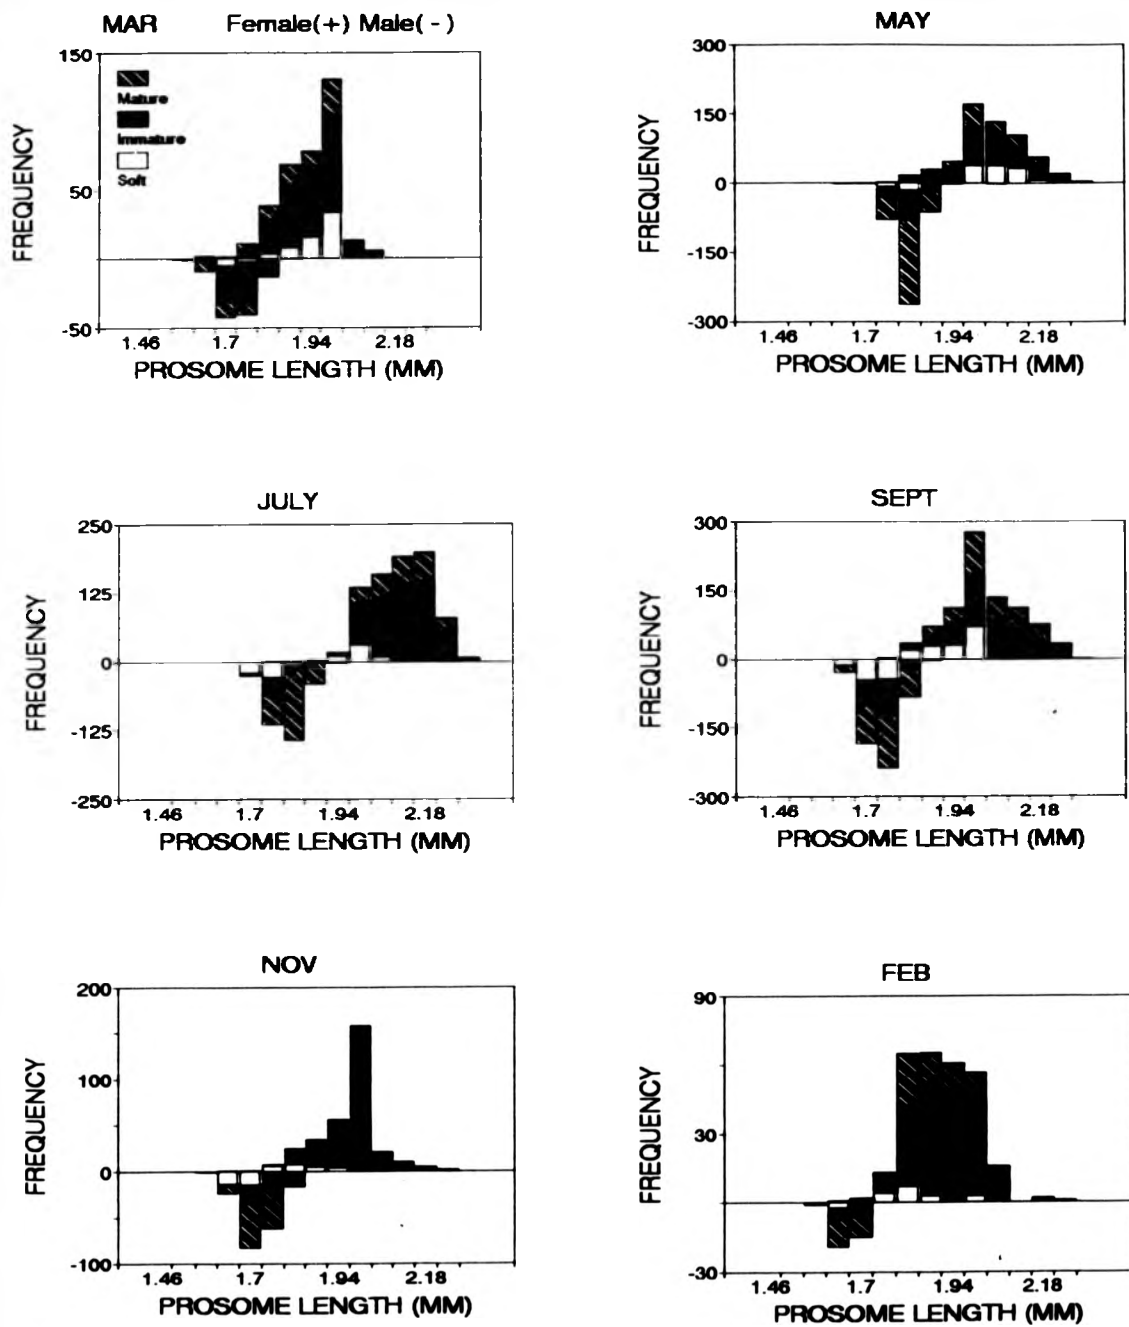 MAR Female(+) Male(-)
150
50
-50
FREQUENCY
Mature
Immature
Soft
1.46 1.7 1.94 2.18
PROSOME LENGTH (MM)
MAY
300
150
0
-150
-300
FREQUENCY
1.46 1.7 1.94 2.18
PROSOME LENGTH (MM)
JULY
250
125
0
-125
-250
FREQUENCY
1.46 1.7 1.94 2.18
PROSOME LENGTH (MM)
SEPT
300
150
0
-150
-300
FREQUENCY
1.46 1.7 1.94 2.18
PROSOME LENGTH (MM)
NOV
200
100
0
-100
FREQUENCY
1.46 1.7 1.94 2.18
PROSOME LENGTH (MM)
FEB
90
30
-30
FREQUENCY
1.46 1.7 1.94 2.18
PROSOME LENGTH (MM)